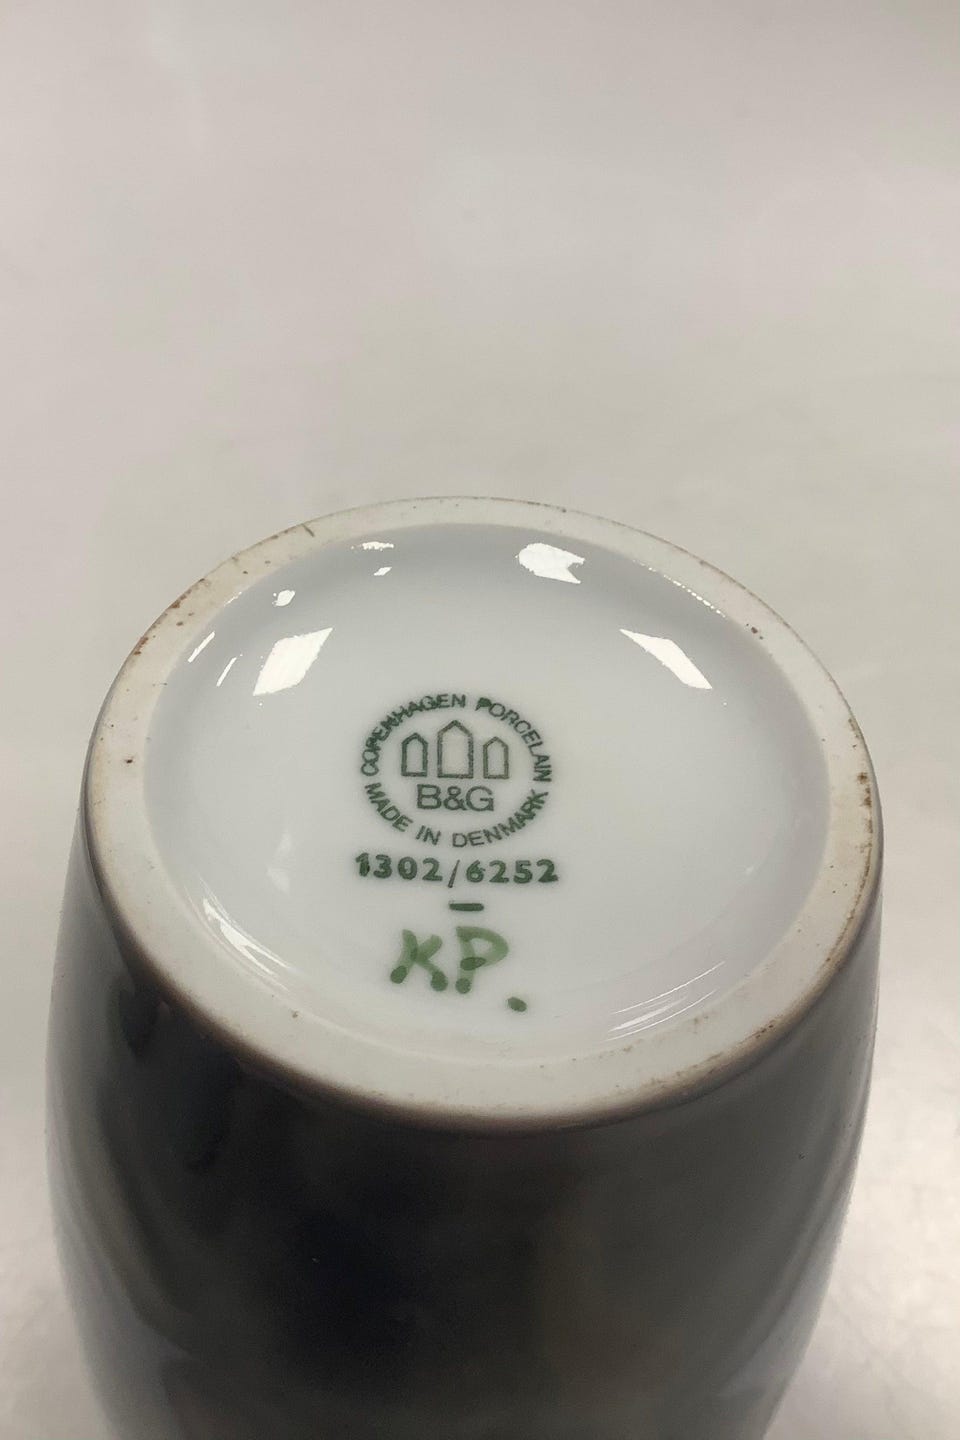 COPENHAGEN PORCELAIN
B&G
MADE IN DENMARK
1302/6252
KP.